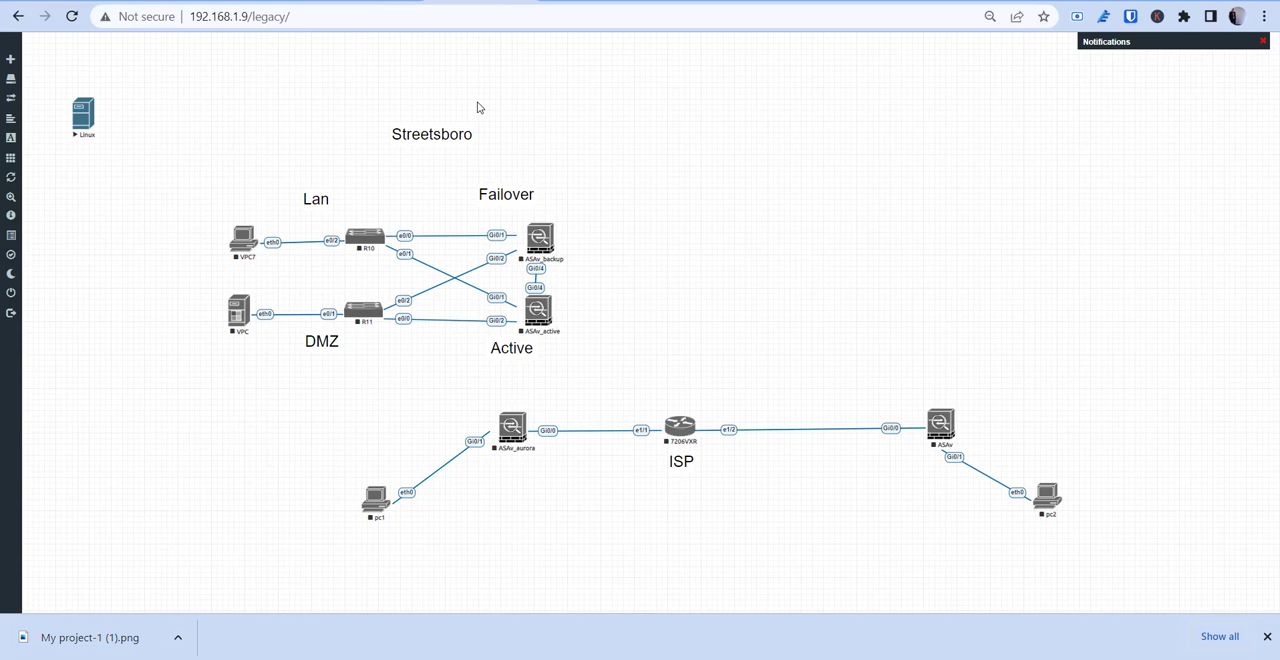 Not secure | 192.168.1.9/legacy/
Notifications
Linux
Streetsboro
Lan
Failover
VPC7
eth0
e0/2
R10
e0/0
e0/1
Gi0/1
Gi0/2
ASAv_backup
Gi0/4
Gi0/4
VPC
eth0
e0/1
R11
e0/2
e0/0
Gi0/1
Gi0/2
ASAv_active
DMZ
Active
Gi0/1
ASAv_aurora
Gi0/0
e1/1
7206VXR
e1/2
ISP
Gi0/0
ASAv
Gi0/1
eth0
pc1
eth0
pc2
My project-1 (1).png
Show all